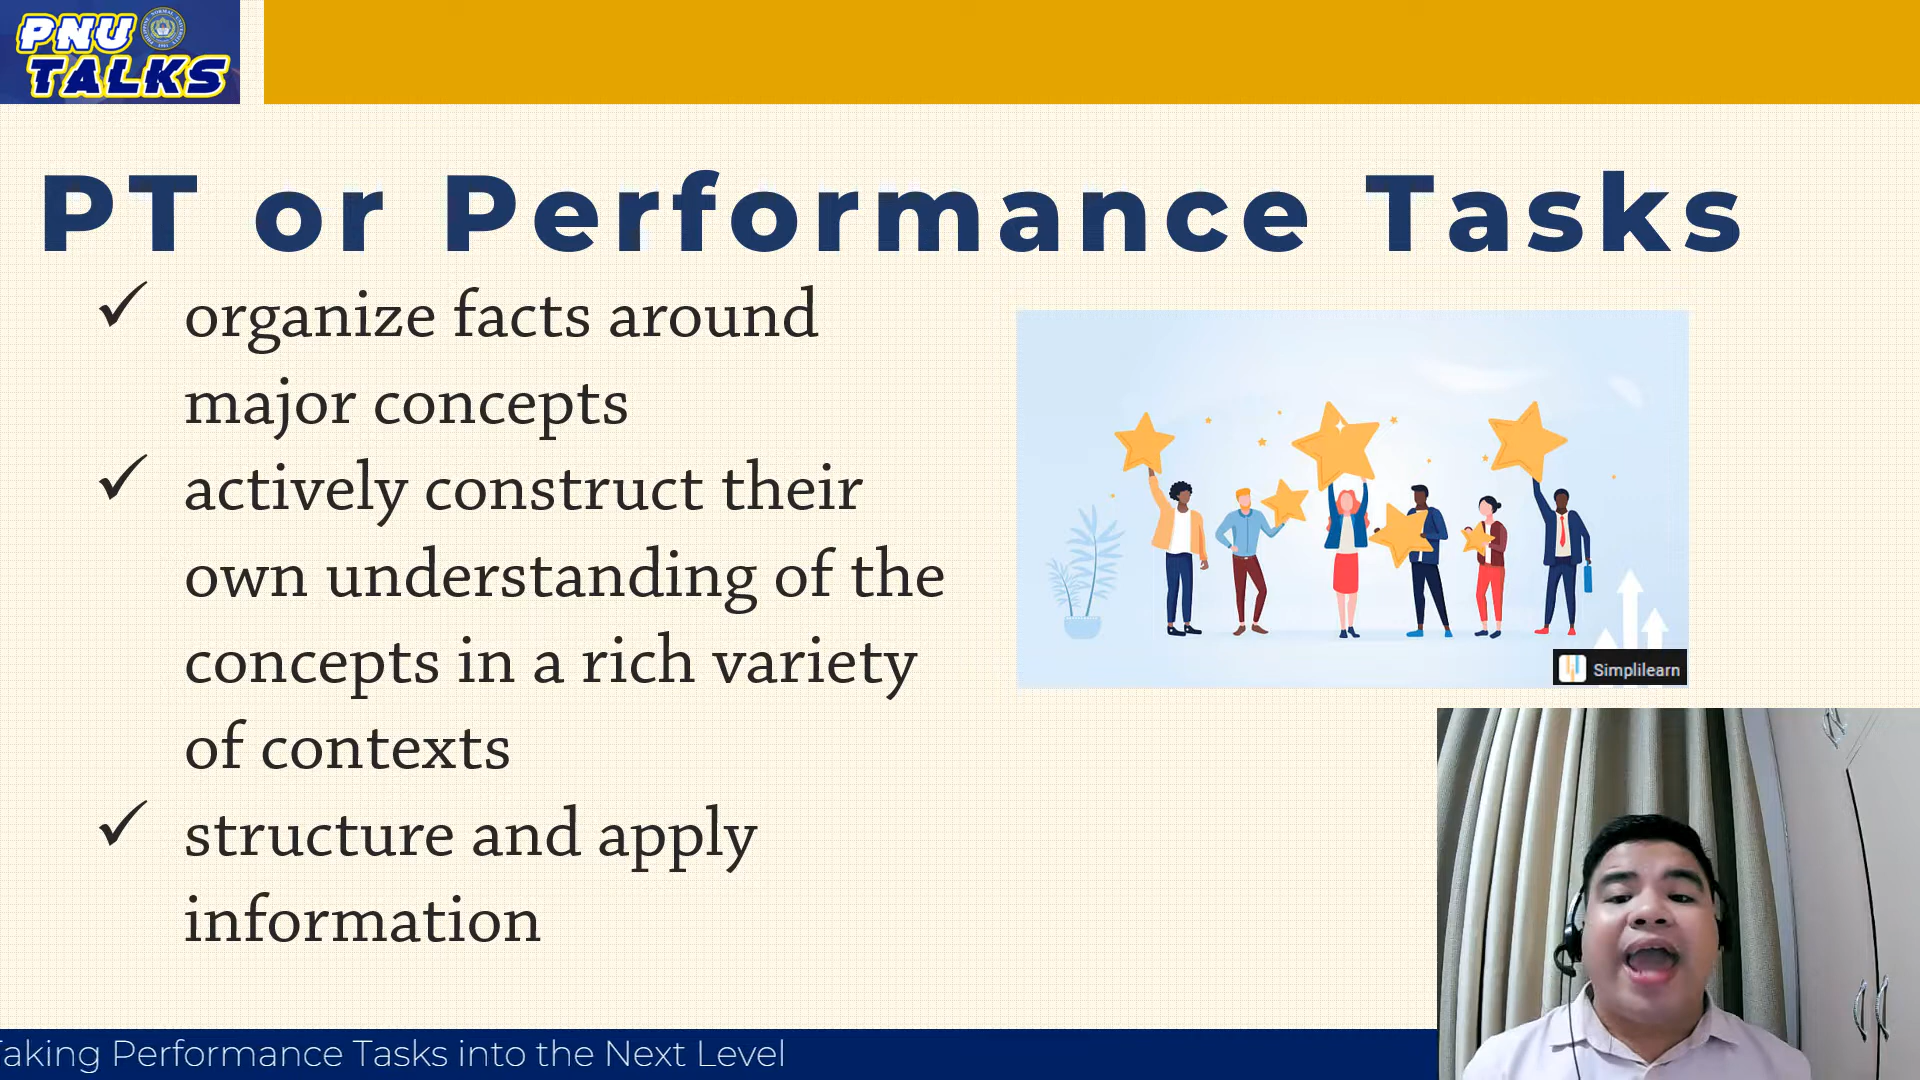 PNU
TALKS
PT or Performance Tasks
✓ organize facts around
major concepts
✓ actively construct their
own understanding of the
concepts in a rich variety
of contexts
✓ structure and apply
information
Simplilearn
Taking Performance Tasks into the Next Level